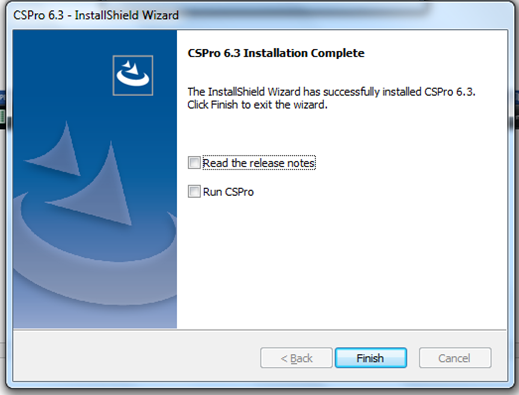 CSPro 6.3 - InstallShield Wizard
CSPro 6.3 Installation Complete
The InstallShield Wizard has successfully installed CSPro 6.3.
Click Finish to exit the wizard.
Read the release notes
Run CSPro
< Back
Finish
Cancel